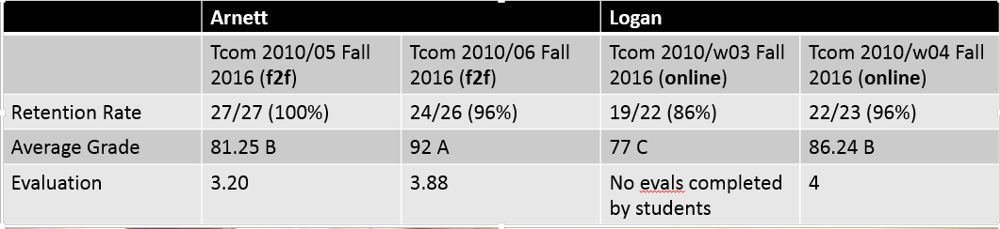 Arnett Logan
Tcom 2010/05 Fall 2016 (f2f) Tcom 2010/06 Fall 2016 (f2f) Tcom 2010/w03 Fall 2016 (online) Tcom 2010/w04 Fall 2016 (online)
Retention Rate 27/27 (100%) 24/26 (96%) 19/22 (86%) 22/23 (96%)
Average Grade 81.25 B 92 A 77 C 86.24 B
Evaluation 3.20 3.88 No evals completed by students 4